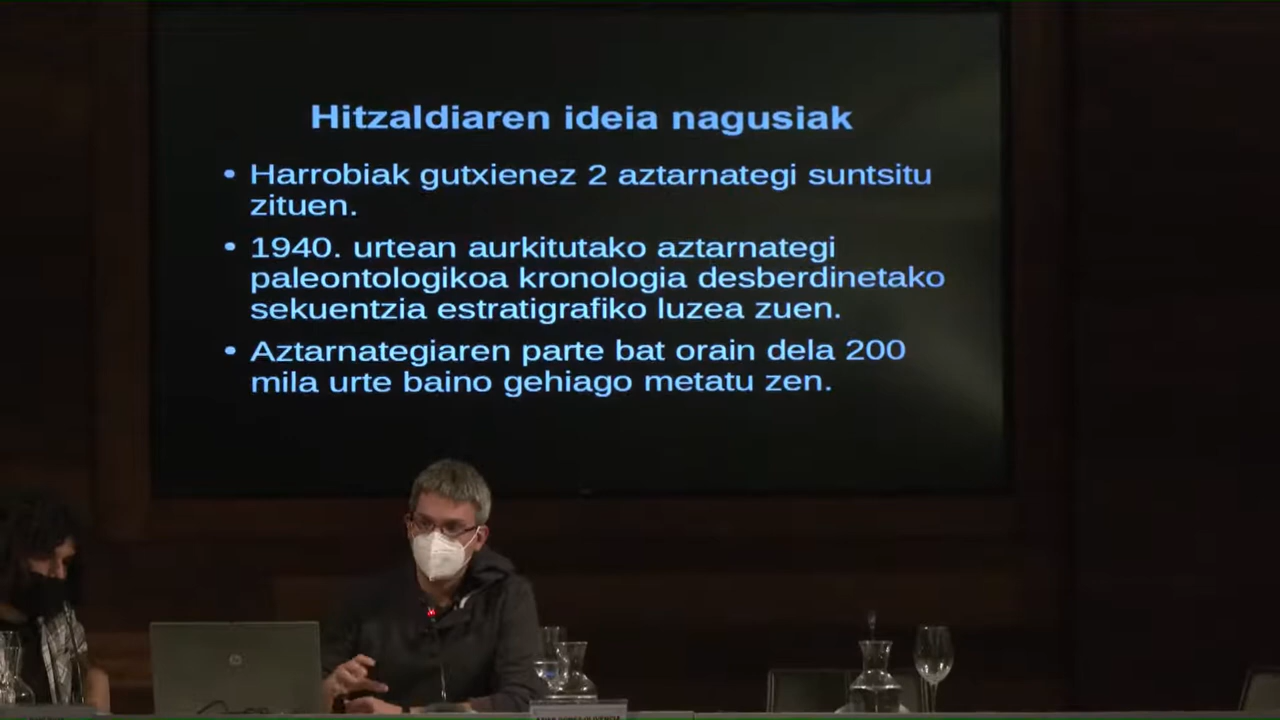 Hitzaldiaren ideia nagusiak
• Harrobiak gutxienez 2 aztarnategi suntsitu
zituen.
• 1940. urtean aurkitutako aztarnategi
paleontologikoa kronologia desberdinetako
sekuentzia estratigrafiko luzea zuen.
• Aztarnategiaren parte bat orain dela 200
mila urte baino gehiago metatu zen.
hp